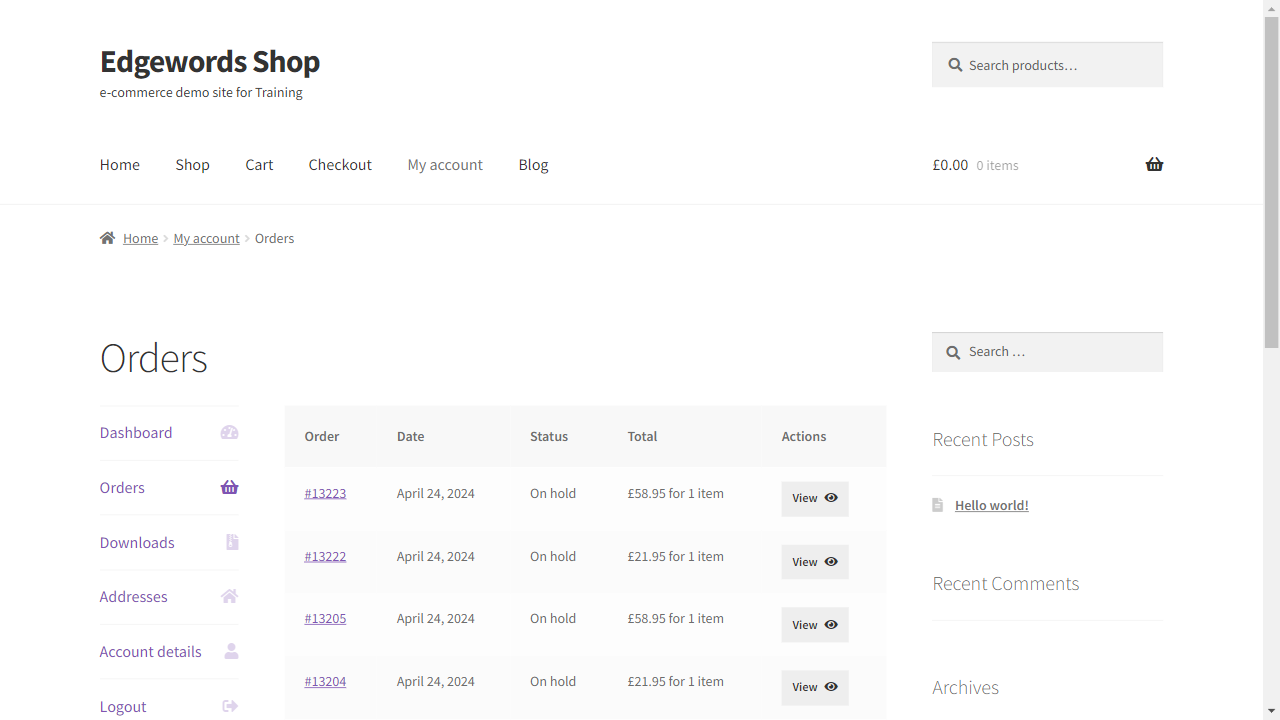 Edgewords Shop
e-commerce demo site for Training
Search products…
Home Shop Cart Checkout My account Blog
£0.00 0 items
Home My account Orders
Orders
Dashboard
Orders
Downloads
Addresses
Account details
Logout
Order Date Status Total Actions
#13223 April 24, 2024 On hold £58.95 for 1 item View
#13222 April 24, 2024 On hold £21.95 for 1 item View
#13205 April 24, 2024 On hold £58.95 for 1 item View
#13204 April 24, 2024 On hold £21.95 for 1 item View
Search …
Recent Posts
Hello world!
Recent Comments
Archives